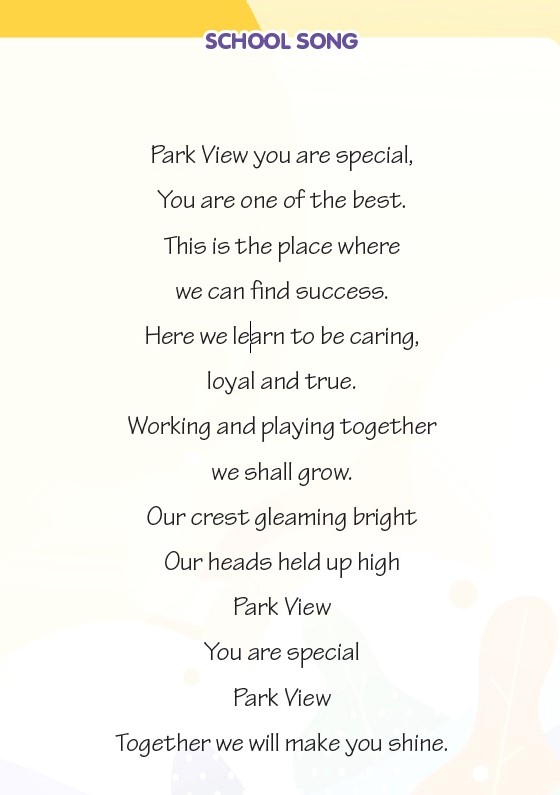 SCHOOL SONG
Park View you are special,
You are one of the best.
This is the place where
we can find success.
Here we learn to be caring,
loyal and true.
Working and playing together
we shall grow.
Our crest gleaming bright
Our heads held up high
Park View
You are special
Park View
Together we will make you shine.